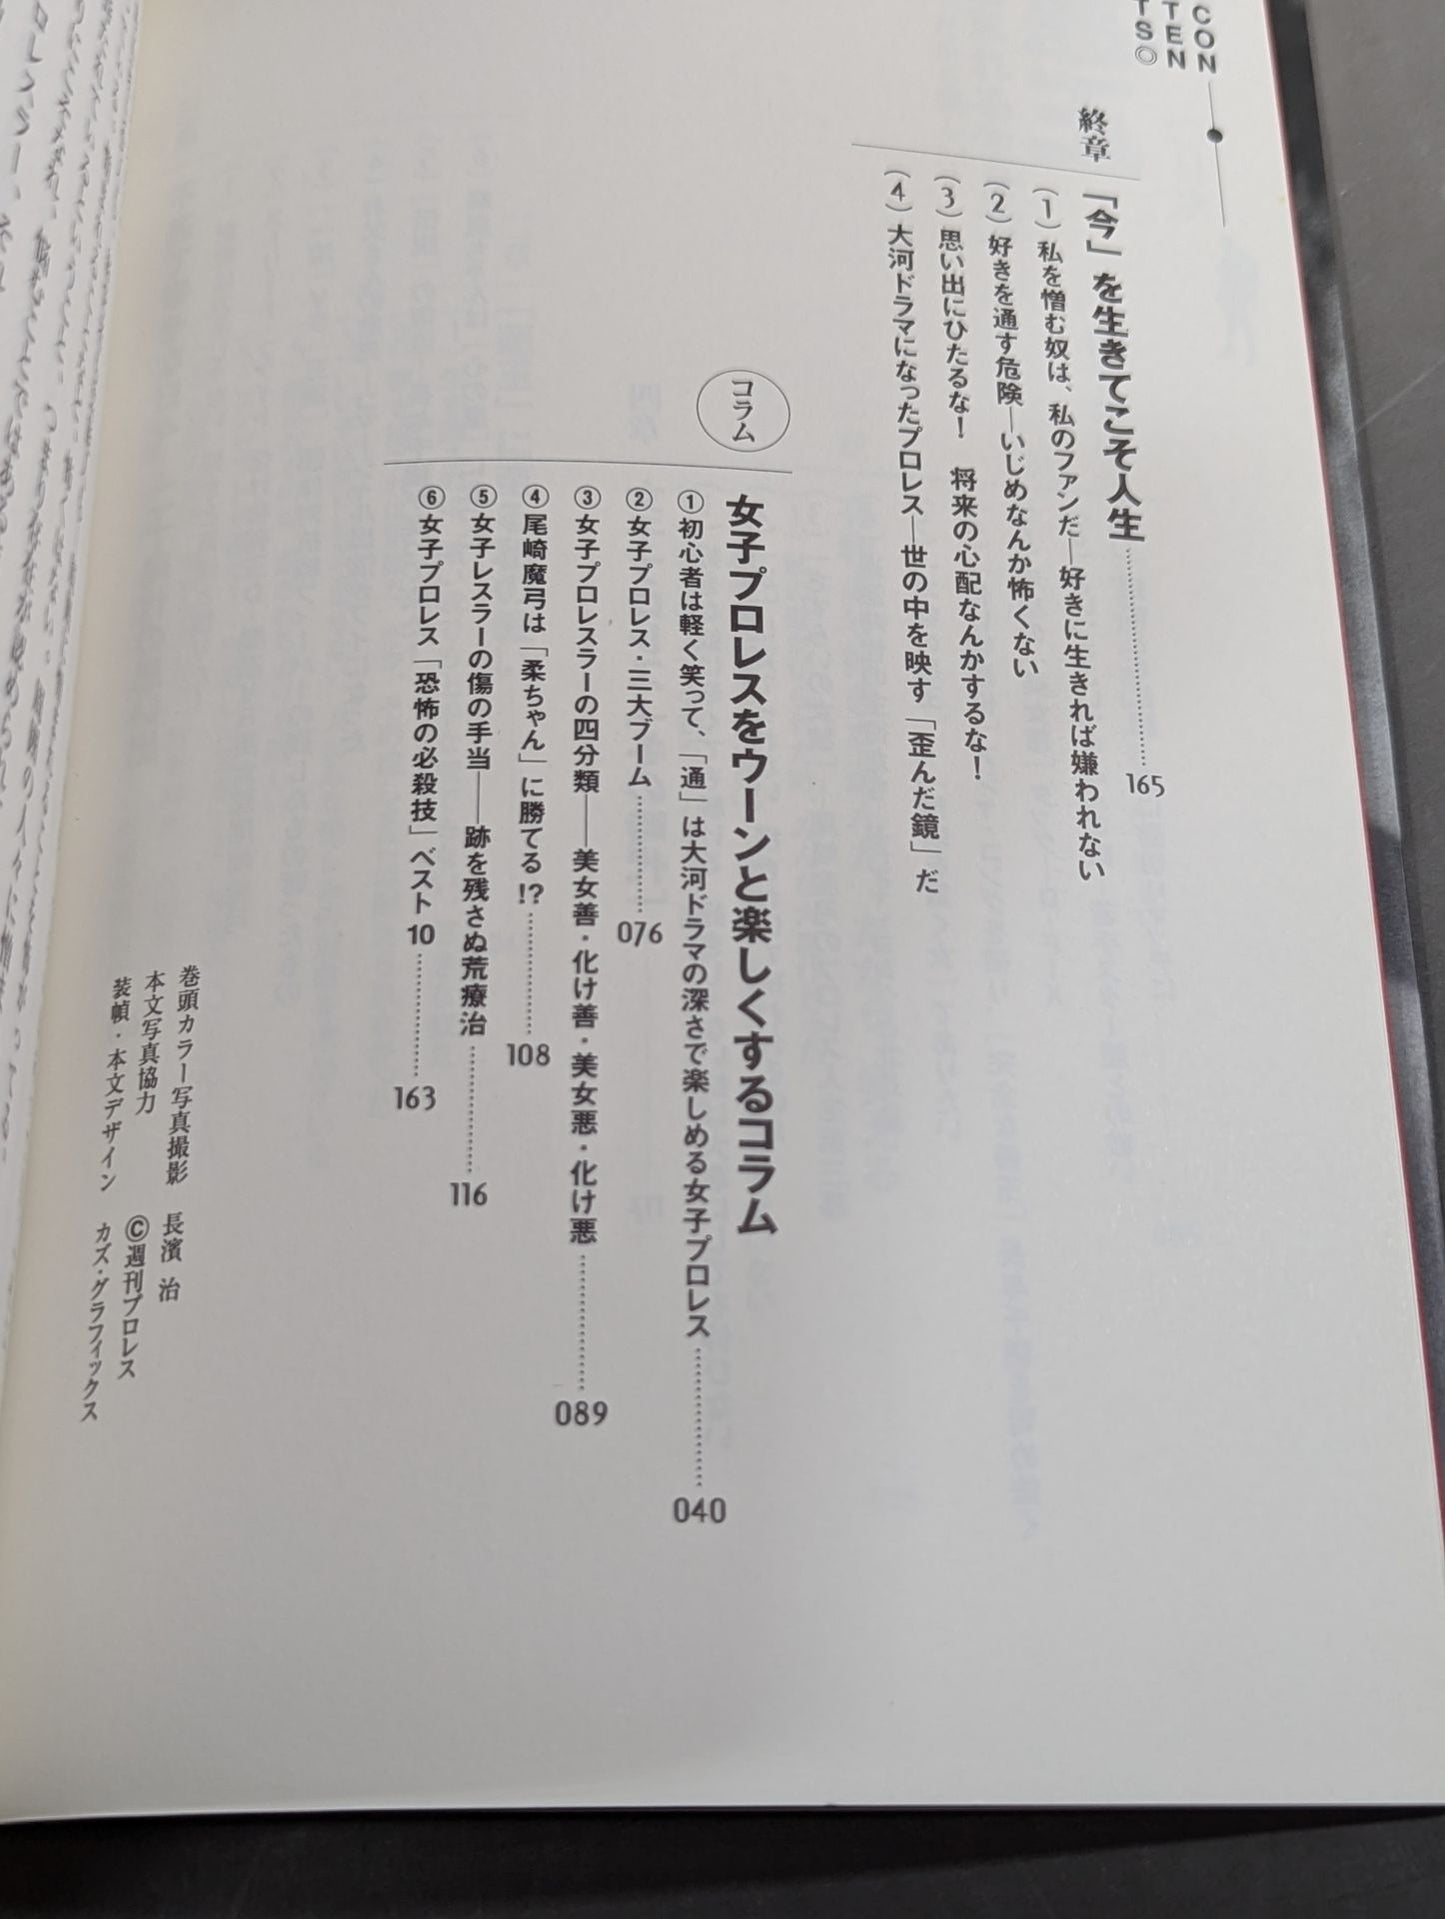 CON
TEN
TS◎
終章
「今」を生きてこそ人生 165
(1) 私を憎む奴は、私のファンだ―好きに生きれば嫌われない
(2) 好きを通す危険―いじめなんか怖くない
(3) 思い出にひたるな！ 将来の心配なんかするな！
(4) 大河ドラマになったプロレス―世の中を映す「歪んだ鏡」だ
コラム
女子プロレスをウーンと楽しくするコラム
①初心者は軽く笑って、「通」は大河ドラマの深さで楽しめる女子プロレス 040
②女子プロレス・三大ブーム 076
③女子プロレスラーの四分類――美女善・化け善・美女悪・化け悪 089
④尾崎魔弓は「柔ちゃん」に勝てる!? 108
⑤女子レスラーの傷の手当――跡を残さぬ荒療治 116
⑥女子プロレス「恐怖の必殺技」ベスト10 163
巻頭カラー写真撮影 長濱 治
本文写真協力 ©週刊プロレス
装幀・本文デザイン カズ・グラフィックス